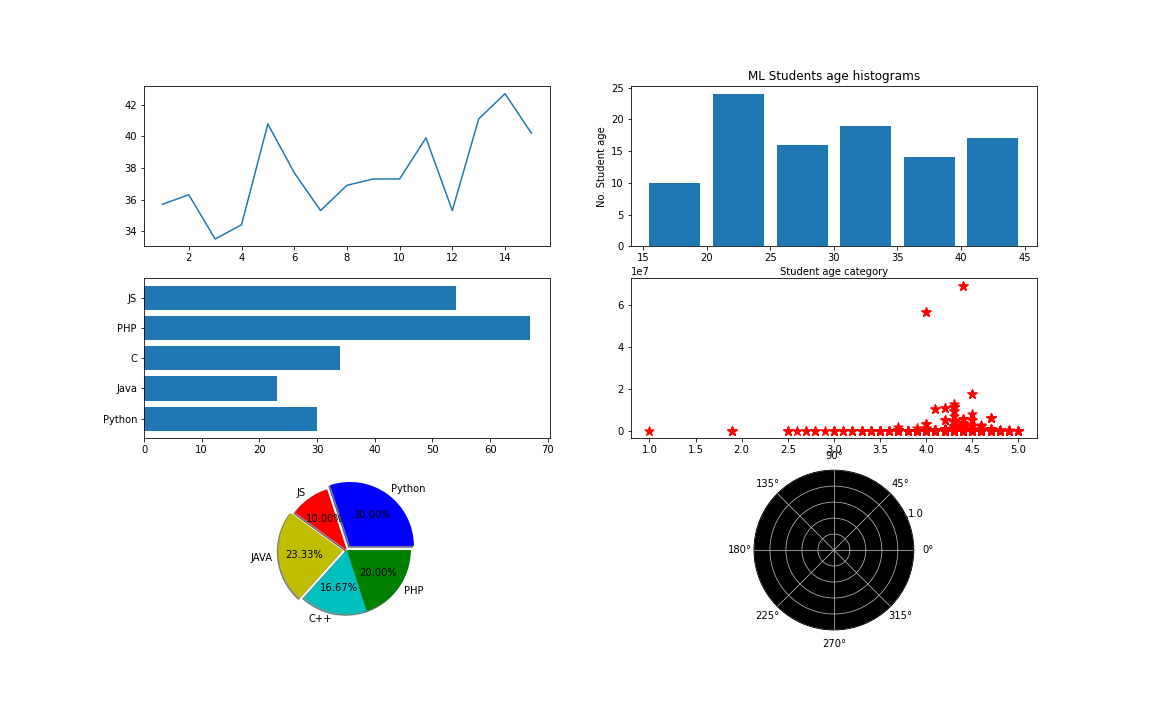 42
40
38
36
34
2 4 6 8 10 12 14
ML Students age histograms
No. Student age
25
20
15
10
5
0
15 20 25 30 35 40 45
Student age category
JS
PHP
C
Java
Python
0 10 20 30 40 50 60 70
1e7
6
4
2
0
1.0 1.5 2.0 2.5 3.0 3.5 4.0 4.5 5.0
Python
JS
JAVA
C++
PHP
30.00%
10.00%
23.33%
16.67%
20.00%
90°
135° 45°
1.0
180° 0°
225° 315°
270°